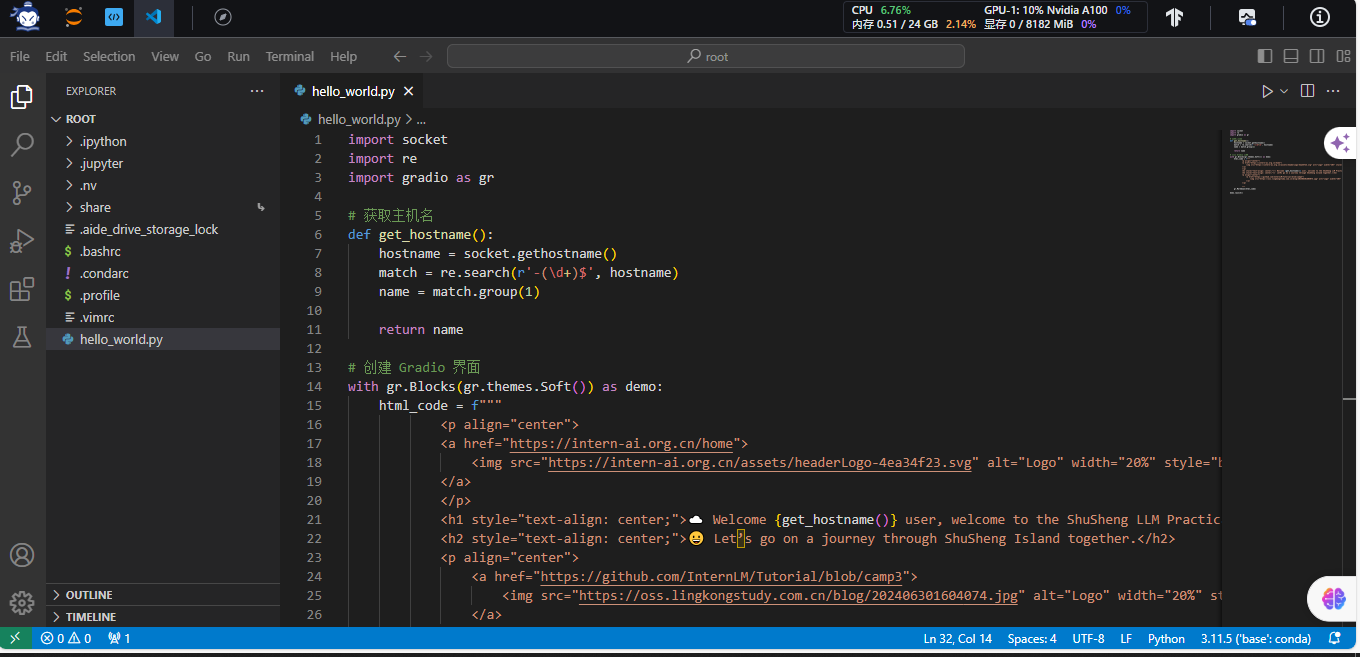 CPU 6.76% GPU-1: 10% Nvidia A100 0%
内存 0.51 / 24 GB 2.14% 显存 0 / 8182 MiB 0%
File Edit Selection View Go Run Terminal Help
root
EXPLORER
ROOT
.ipython
.jupyter
.nv
share
.aide_drive_storage_lock
.bashrc
.condarc
.profile
.vimrc
hello_world.py
OUTLINE
TIMELINE
hello_world.py
hello_world.py > ...
1 import socket
2 import re
3 import gradio as gr
4
5 # 获取主机名
6 def get_hostname():
7 hostname = socket.gethostname()
8 match = re.search(r'-(\d+)$', hostname)
9 name = match.group(1)
10
11 return name
12
13 # 创建 Gradio 界面
14 with gr.Blocks(gr.themes.Soft()) as demo:
15 html_code = f"""
16 <p align="center">
17 <a href="https://intern-ai.org.cn/home">
18 <img src="https://intern-ai.org.cn/assets/headerLogo-4ea34f23.svg" alt="Logo" width="20%" style="b
19 </a>
20 </p>
21 <h1 style="text-align: center;">☁️ Welcome {get_hostname()} user, welcome to the ShuSheng LLM Practic
22 <h2 style="text-align: center;">😀 Let’s go on a journey through ShuSheng Island together.</h2>
23 <p align="center">
24 <a href="https://github.com/InternLM/Tutorial/blob/camp3">
25 <img src="https://oss.lingkongstudy.com.cn/blog/202406301604074.jpg" alt="Logo" width="20%" st
26 </a>
0 0 1 Ln 32, Col 14 Spaces: 4 UTF-8 LF Python 3.11.5 ('base': conda)